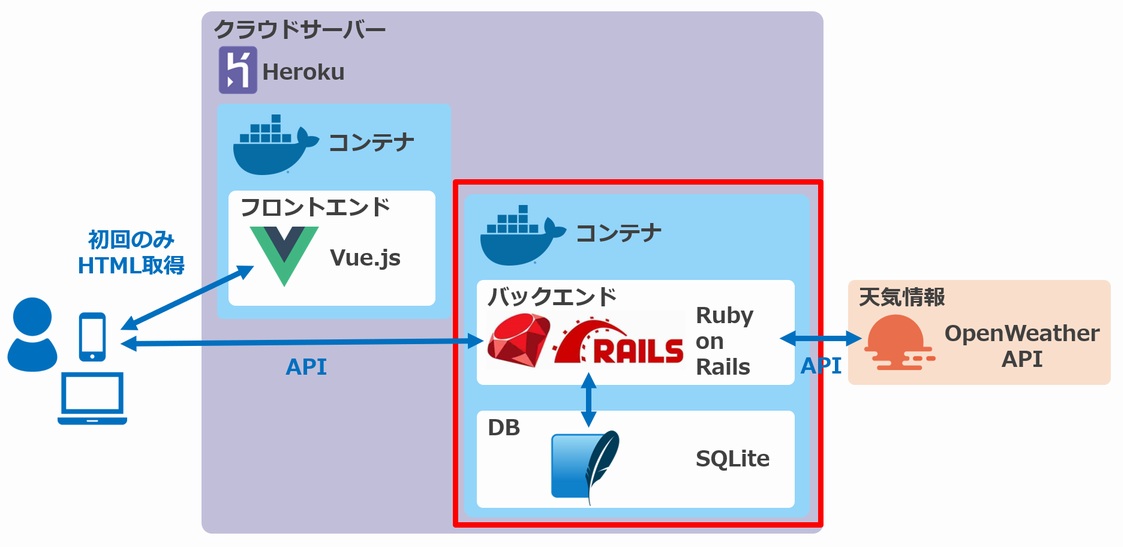 クラウドサーバー
Heroku
コンテナ
フロントエンド
Vue.js
初回のみ
HTML取得
API
コンテナ
バックエンド
RAILS
Ruby
on
Rails
API
天気情報
OpenWeather
API
DB
SQLite